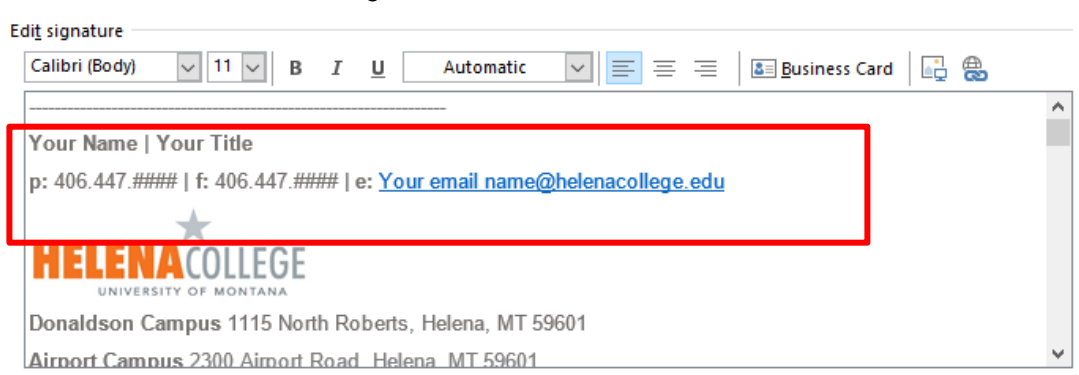 Edit signature
Calibri (Body) 11 B I U Automatic Business Card
Your Name | Your Title
p: 406.447.#### | f: 406.447.#### | e: Your email name@helenacollege.edu
HELENACOLLEGE
UNIVERSITY OF MONTANA
Donaldson Campus 1115 North Roberts, Helena, MT 59601
Airport Campus 2300 Airport Road, Helena, MT 59601